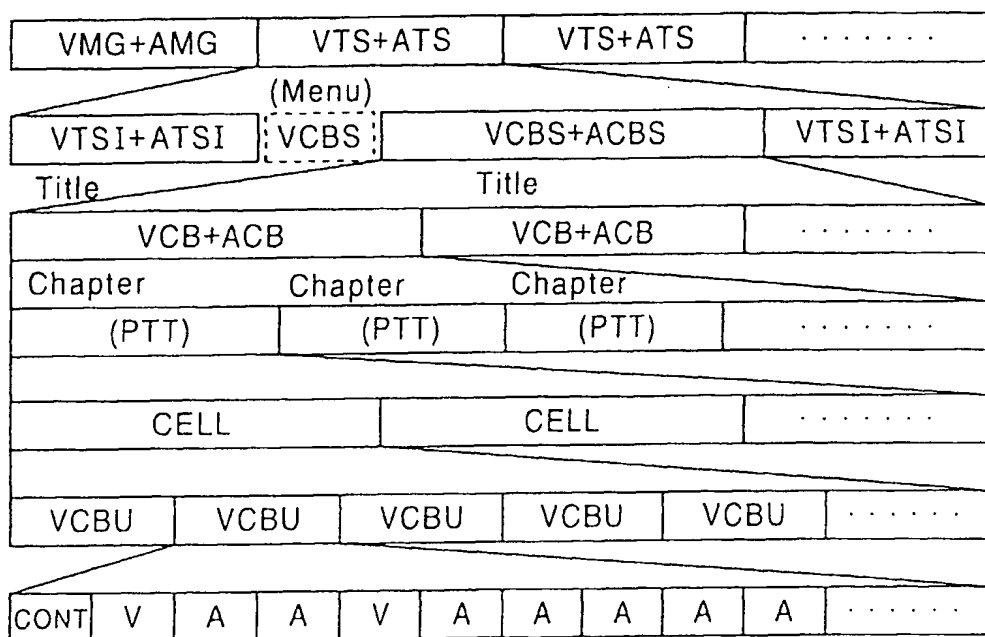 VMG+AMG VTS+ATS VTS+ATS .......
(Menu)
VTSI+ATSI VCBS VCBS+ACBS VTSI+ATSI
Title Title
VCB+ACB VCB+ACB .......
Chapter Chapter Chapter
(PTT) (PTT) (PTT) .......
CELL CELL .......
VCBU VCBU VCBU VCBU VCBU ......
CONT V A A V A A A A A ......